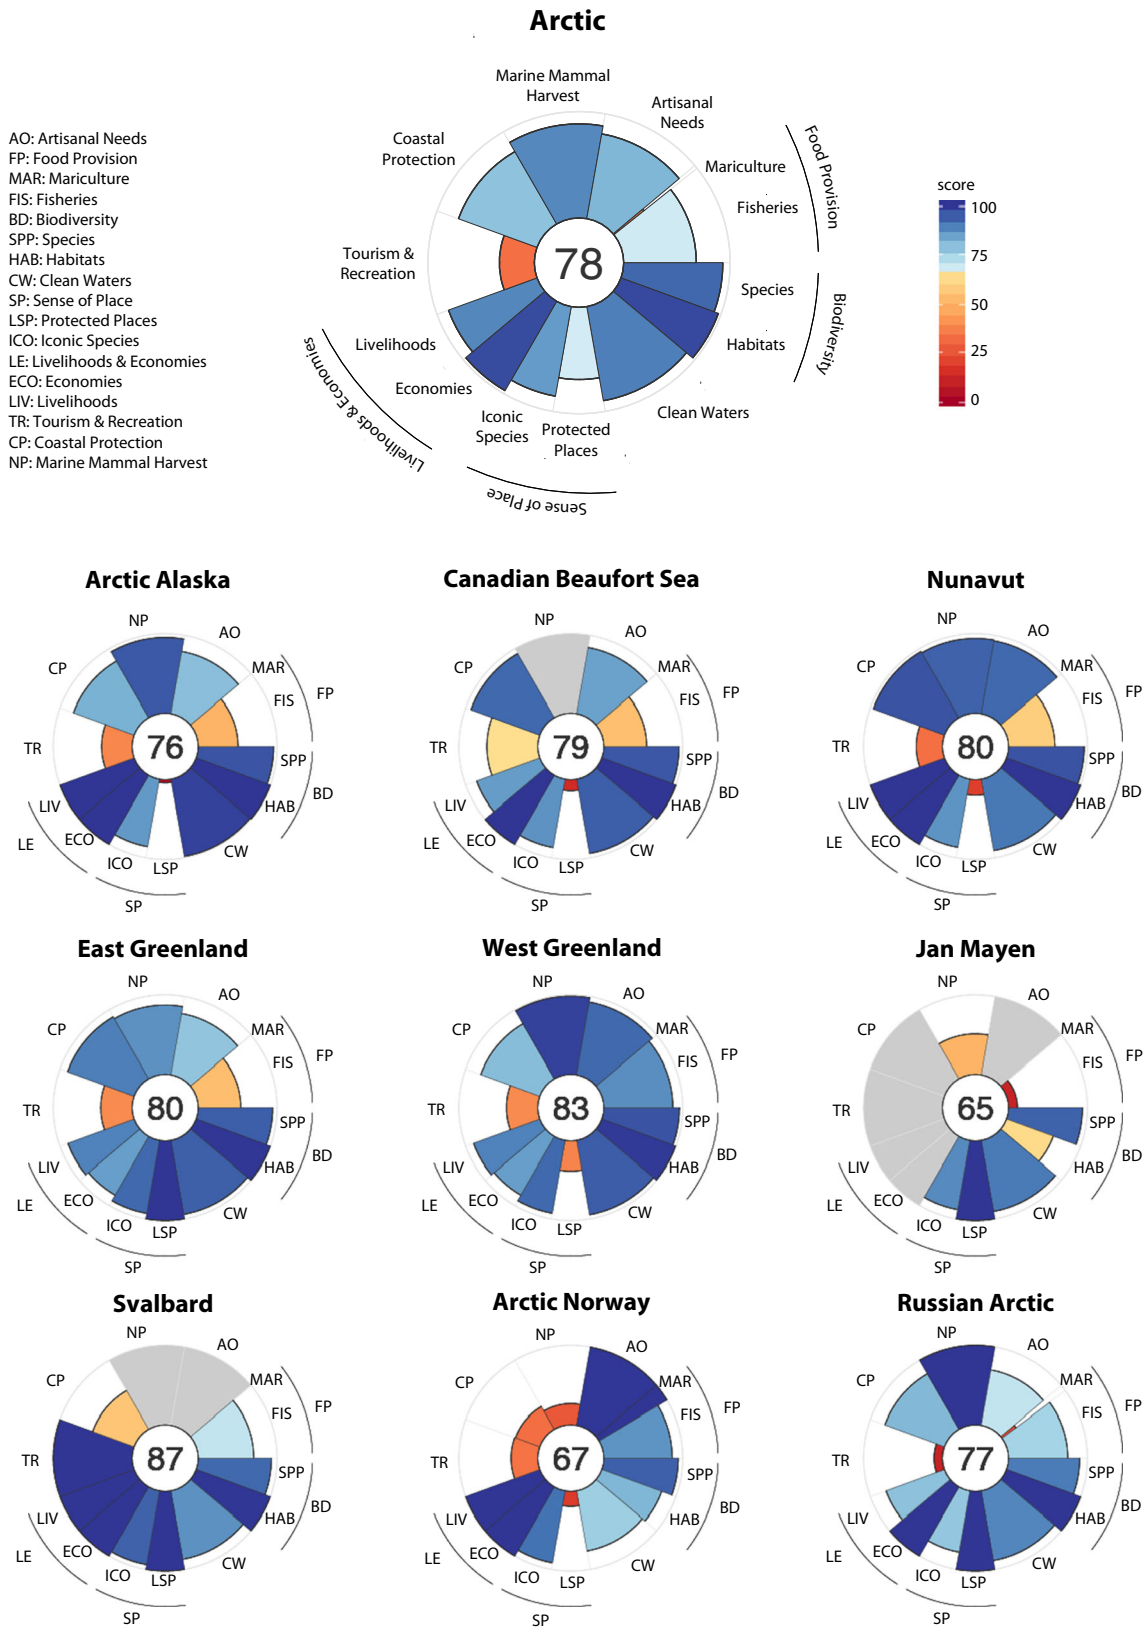 Arctic
Marine Mammal
Harvest
Artisanal
Needs
Coastal
Protection
Mariculture
Fisheries
Food Provision
Tourism &
Recreation
78
Species
Habitats
Biodiversity
Livelihoods
Economies
Livelihoods & Economies
Iconic
Species
Protected
Places
Clean Waters
Sense of Place
AO: Artisanal Needs
FP: Food Provision
MAR: Mariculture
FIS: Fisheries
BD: Biodiversity
SPP: Species
HAB: Habitats
CW: Clean Waters
SP: Sense of Place
LSP: Protected Places
ICO: Iconic Species
LE: Livelihoods & Economies
ECO: Economies
LIV: Livelihoods
TR: Tourism & Recreation
CP: Coastal Protection
NP: Marine Mammal Harvest
score
100
75
50
25
0
Arctic Alaska
NP
AO
CP
MAR
FIS
FP
TR
76
SPP
BD
LIV
HAB
LE
ECO
ICO
LSP
CW
SP
Canadian Beaufort Sea
NP
AO
CP
MAR
FIS
FP
TR
79
SPP
BD
LIV
HAB
LE
ECO
ICO
LSP
CW
SP
Nunavut
NP
AO
CP
MAR
FIS
FP
TR
80
SPP
BD
LIV
HAB
LE
ECO
ICO
LSP
CW
SP
East Greenland
NP
AO
CP
MAR
FIS
FP
TR
80
SPP
BD
LIV
HAB
LE
ECO
ICO
LSP
CW
SP
West Greenland
NP
AO
CP
MAR
FIS
FP
TR
83
SPP
BD
LIV
HAB
LE
ECO
ICO
LSP
CW
SP
Jan Mayen
NP
AO
CP
MAR
FIS
FP
TR
65
SPP
BD
LIV
HAB
LE
ECO
ICO
LSP
CW
SP
Svalbard
NP
AO
CP
MAR
FIS
FP
TR
87
SPP
BD
LIV
HAB
LE
ECO
ICO
LSP
CW
SP
Arctic Norway
NP
AO
CP
MAR
FIS
FP
TR
67
SPP
BD
LIV
HAB
LE
ECO
ICO
LSP
CW
SP
Russian Arctic
NP
AO
CP
MAR
FIS
FP
TR
77
SPP
BD
LIV
HAB
LE
ECO
ICO
LSP
CW
SP